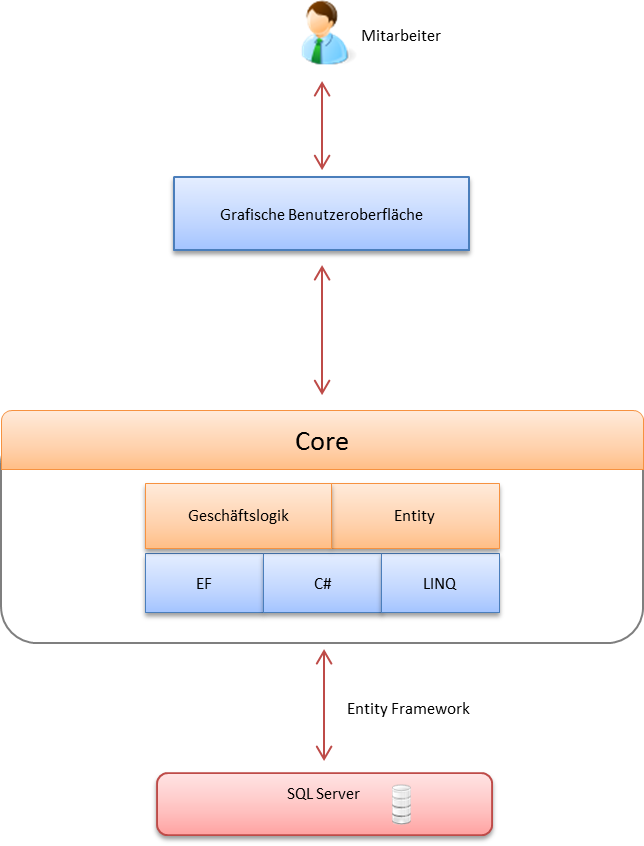 Mitarbeiter
Grafische Benutzeroberfläche
Core
Geschäftslogik
Entity
EF
C#
LINQ
Entity Framework
SQL Server